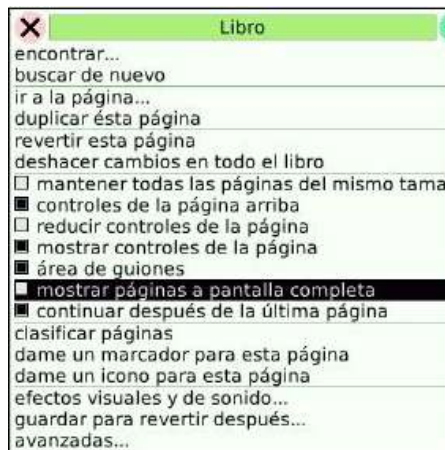 Libro
encontrar...
buscar de nuevo
ir a la página...
duplicar ésta página
revertir esta página
deshacer cambios en todo el libro
mantener todas las páginas del mismo tama
controles de la página arriba
reducir controles de la página
mostrar controles de la página
área de guiones
mostrar páginas a pantalla completa
continuar después de la última página
clasificar páginas
dame un marcador para esta página
dame un icono para esta página
efectos visuales y de sonido...
guardar para revertir después...
avanzadas...